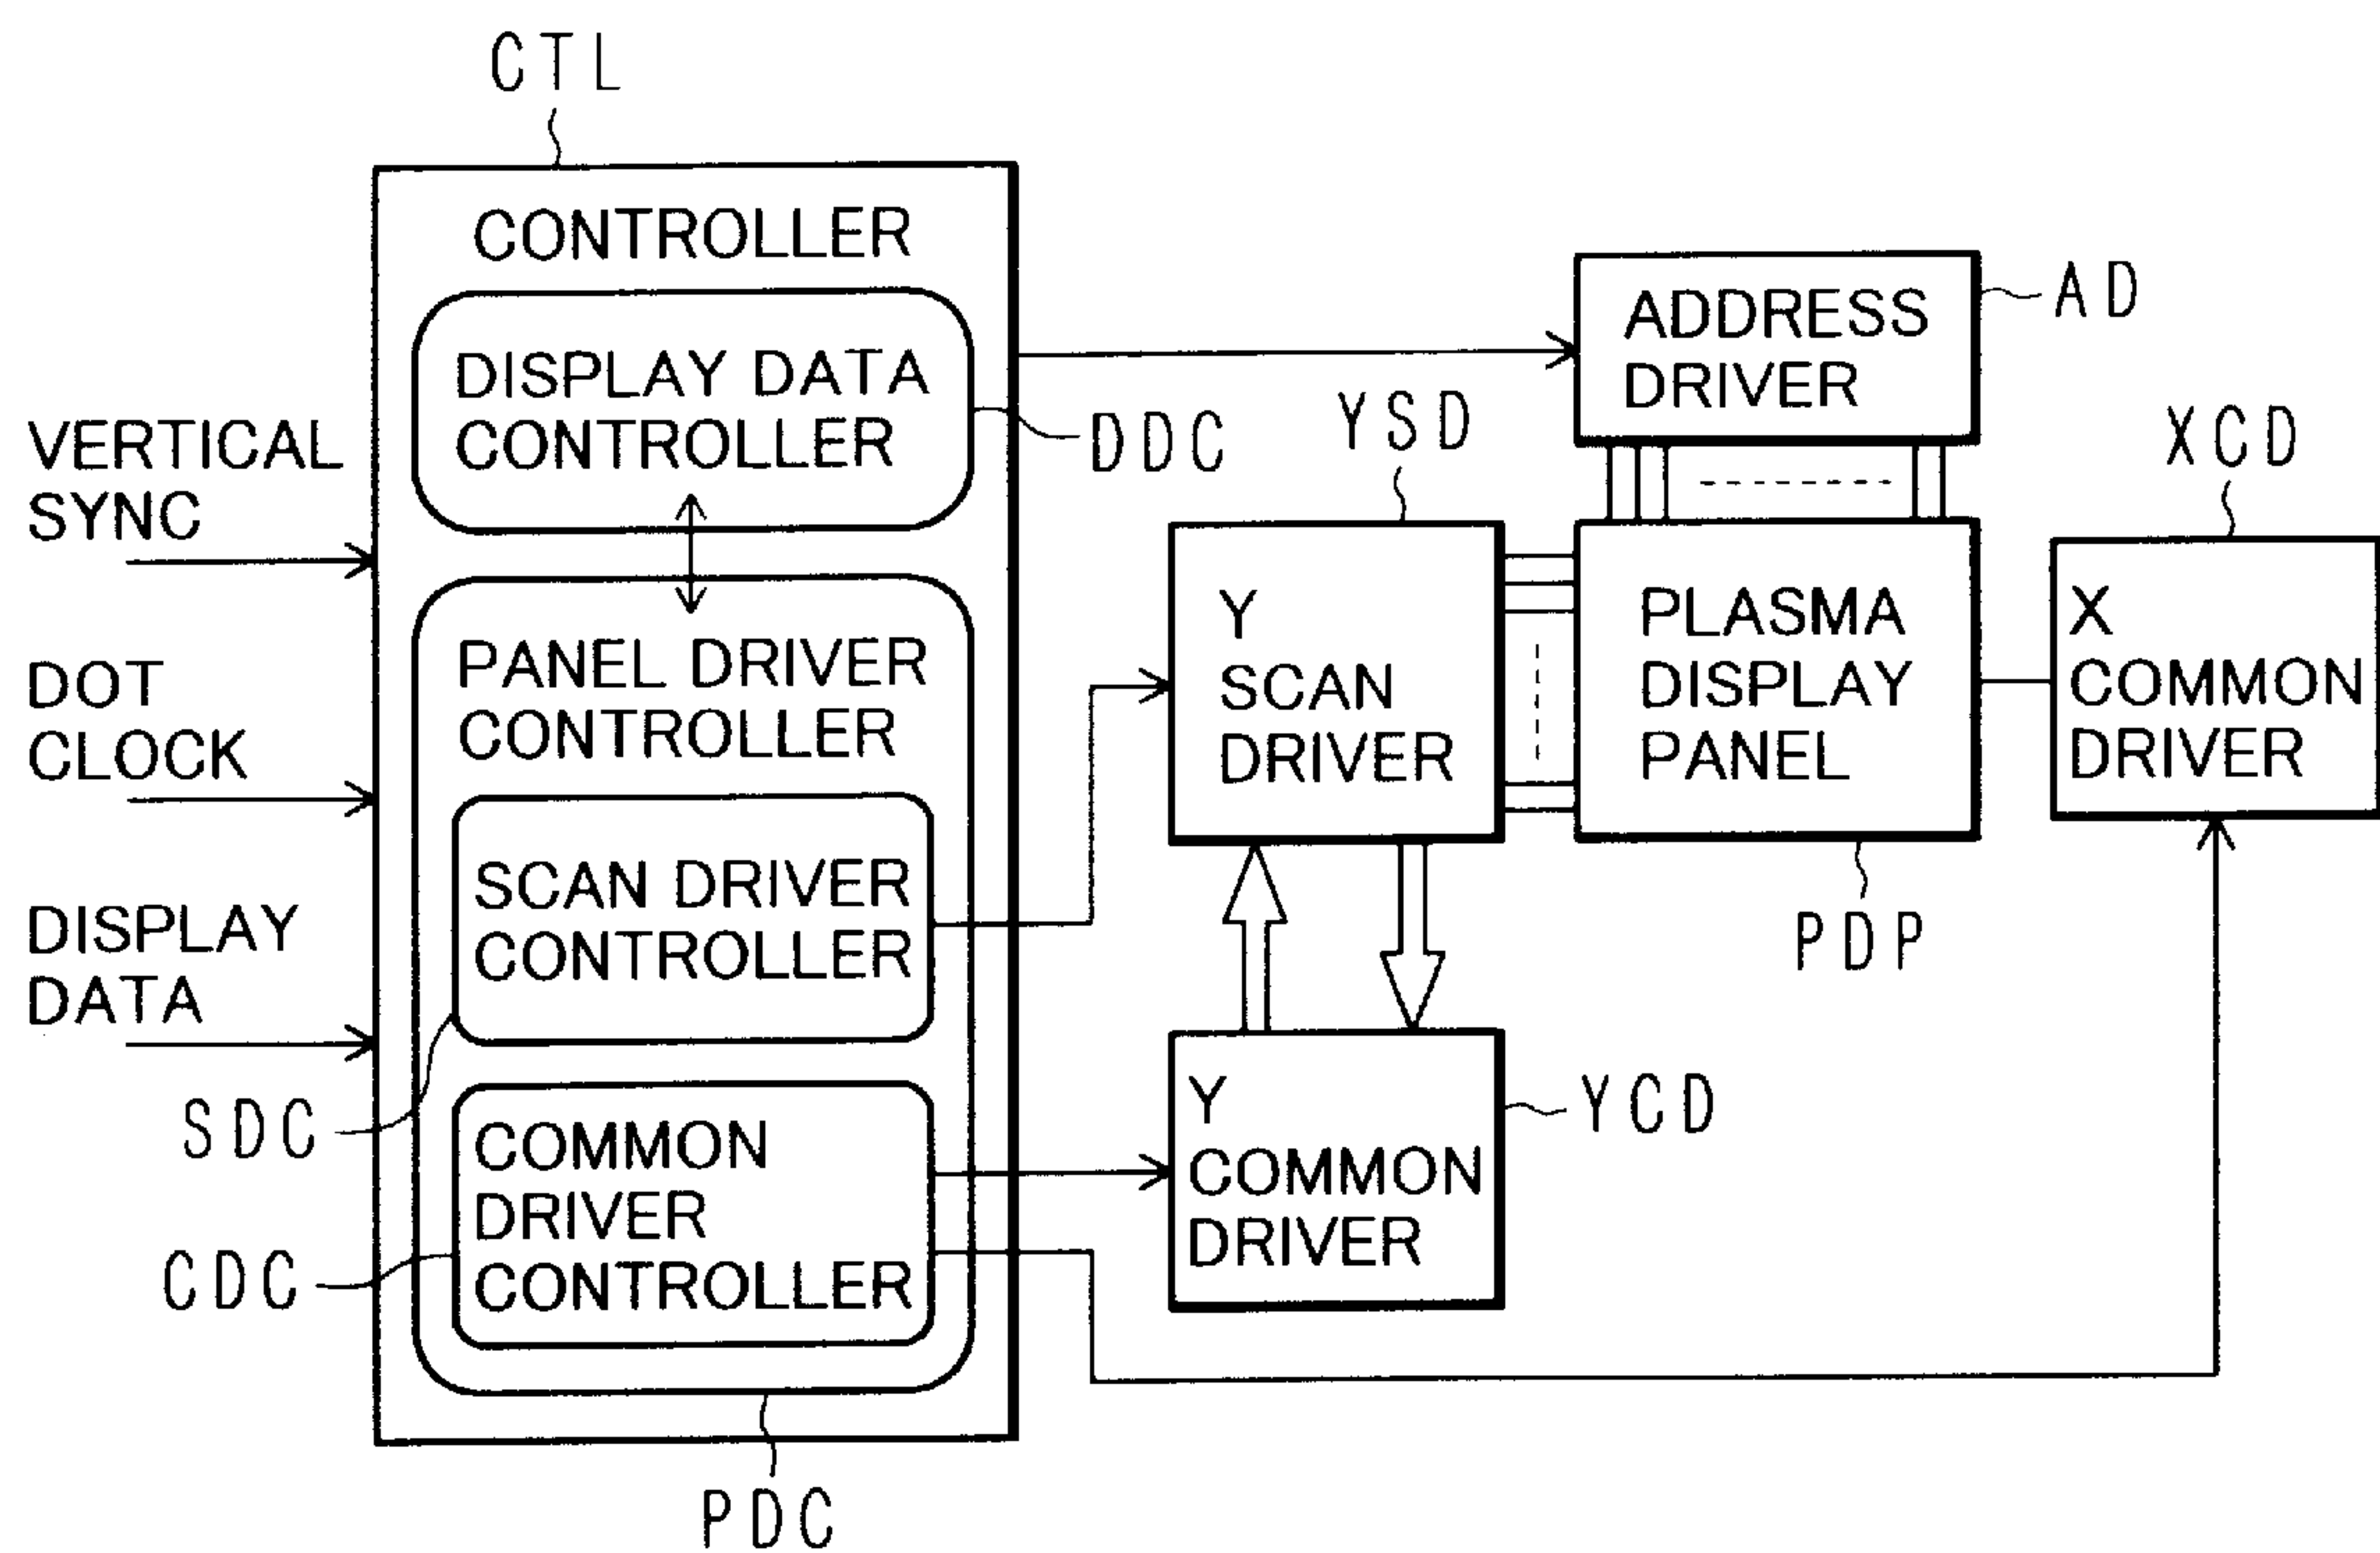 CTL
CONTROLLER
DISPLAY DATA
CONTROLLER
DDC
VERTICAL
SYNC
DOT
CLOCK
DISPLAY
DATA
PANEL DRIVER
CONTROLLER
SCAN DRIVER
CONTROLLER
SDC
COMMON
DRIVER
CONTROLLER
CDC
PDC
ADDRESS
DRIVER
AD
YSD
Y
SCAN
DRIVER
PLASMA
DISPLAY
PANEL
PDP
XCD
X
COMMON
DRIVER
Y
COMMON
DRIVER
YCD